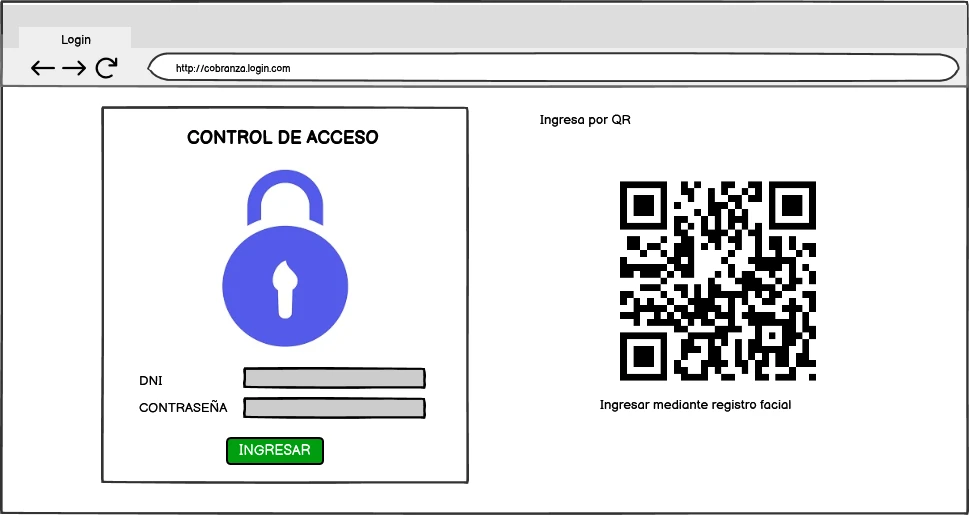 Login
http://cobranza.login.com
CONTROL DE ACCESO
DNI
CONTRASEÑA
INGRESAR
Ingresa por QR
Ingresar mediante registro facial